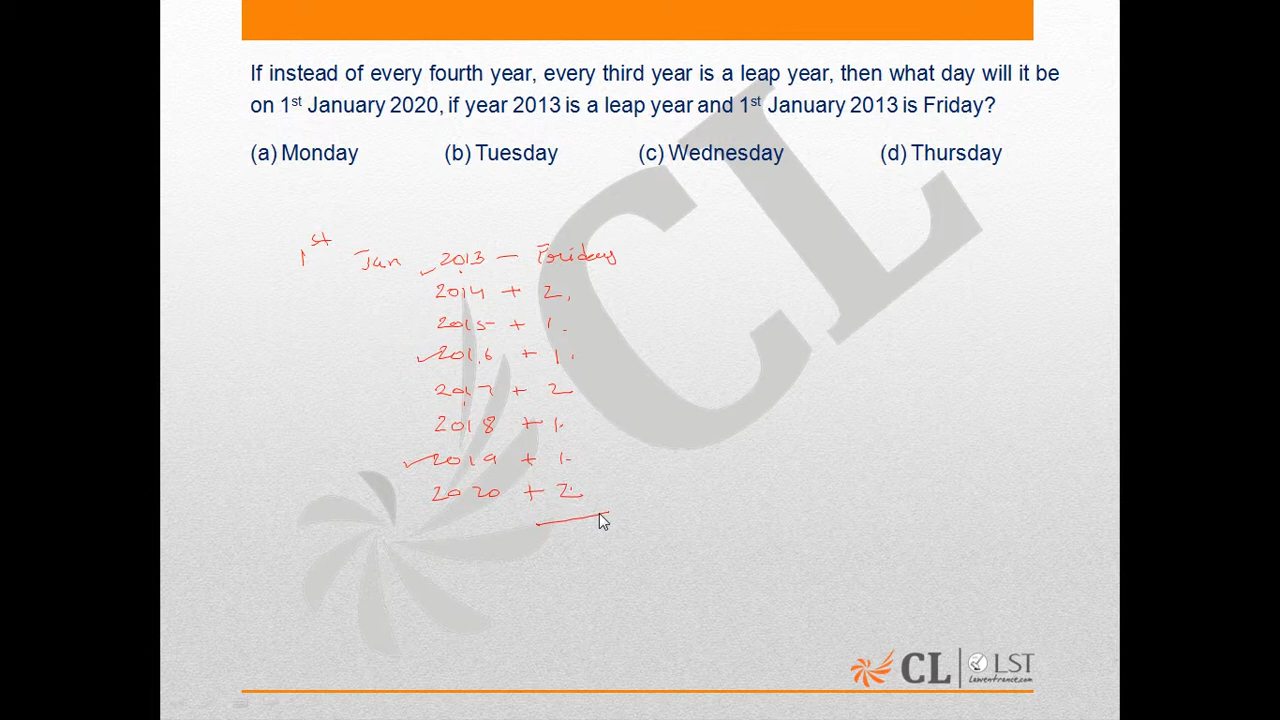 If instead of every fourth year, every third year is a leap year, then what day will it be
on 1st January 2020, if year 2013 is a leap year and 1st January 2013 is Friday?
(a) Monday (b) Tuesday (c) Wednesday (d) Thursday
CL
1st Jan 2013 – Friday
2014 + 2
2015 + 1
2016 + 1
2017 + 2
2018 + 1
2019 + 1
2020 + 2
CL LST
Lawentrance.com